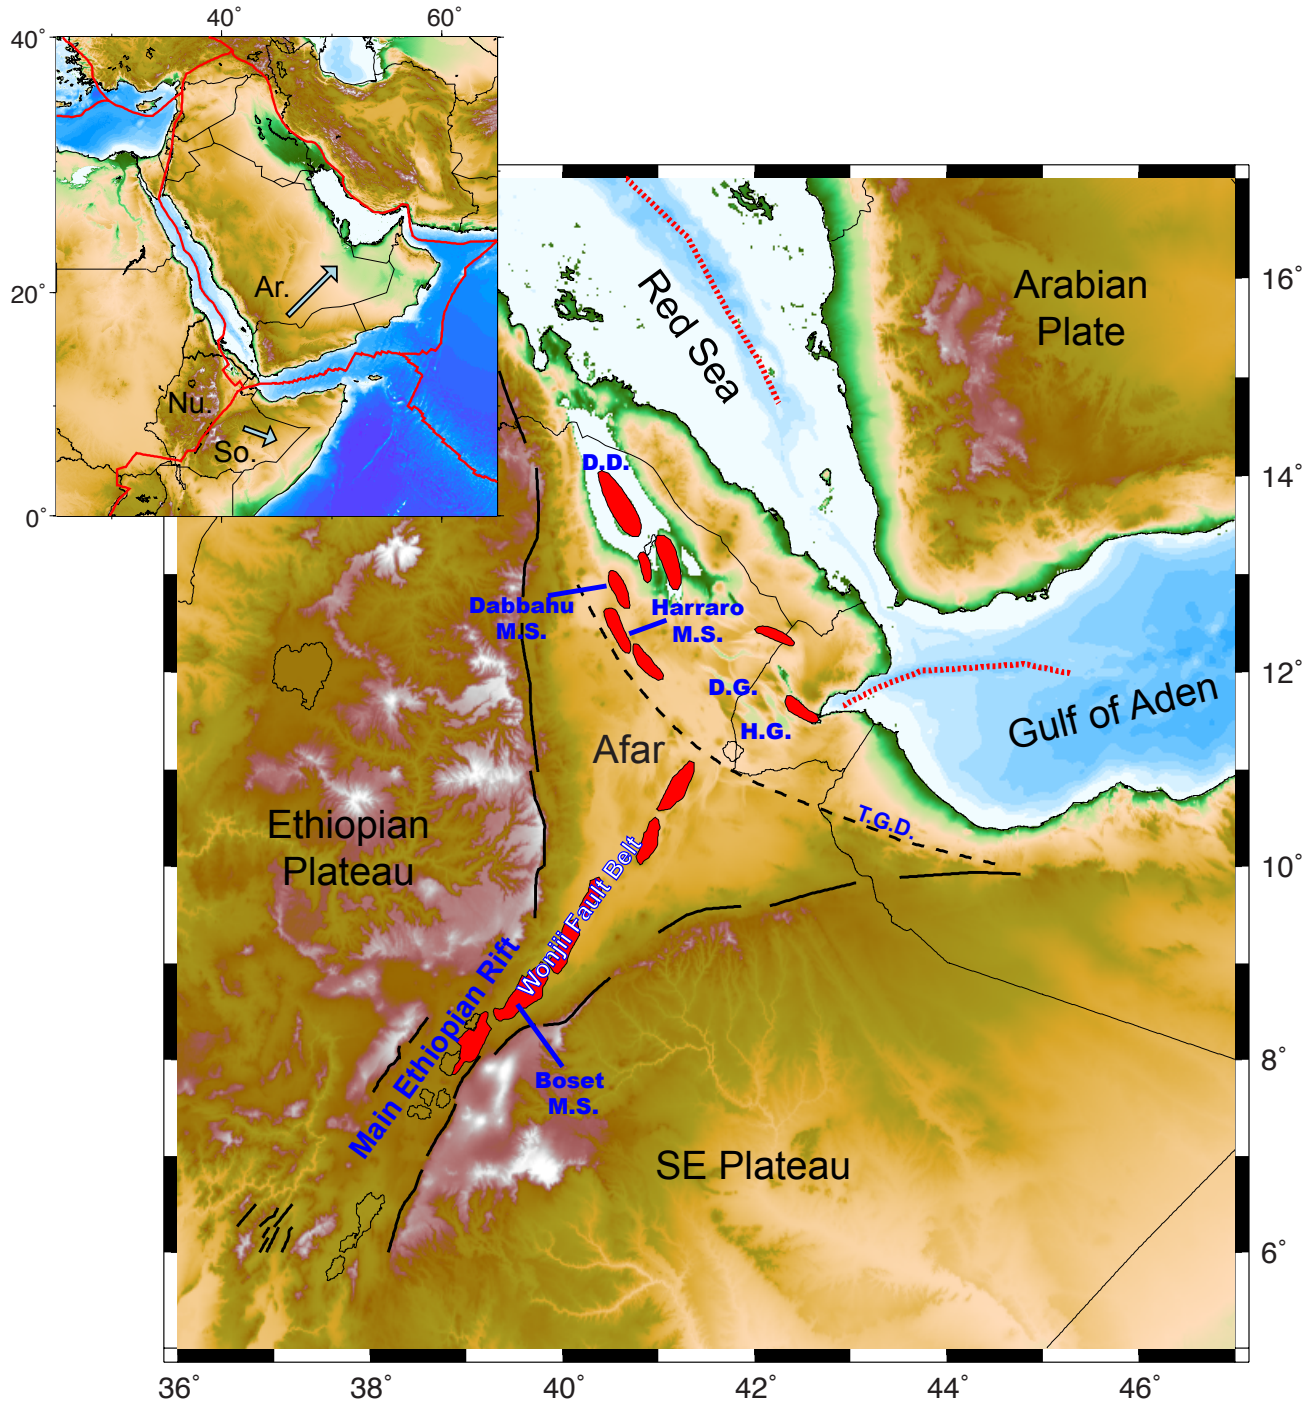 40° 60°
40°
20°
0°
Ar.
Nu.
So.
Red Sea
Arabian
Plate
16°
14°
12°
10°
8°
6°
D.D.
Dabbahu
M.S.
Harraro
M.S.
D.G.
H.G.
Gulf of Aden
Afar
T.G.D.
Ethiopian
Plateau
Wonjii Fault Belt
Main Ethiopian Rift
Boset
M.S.
SE Plateau
36° 38° 40° 42° 44° 46°